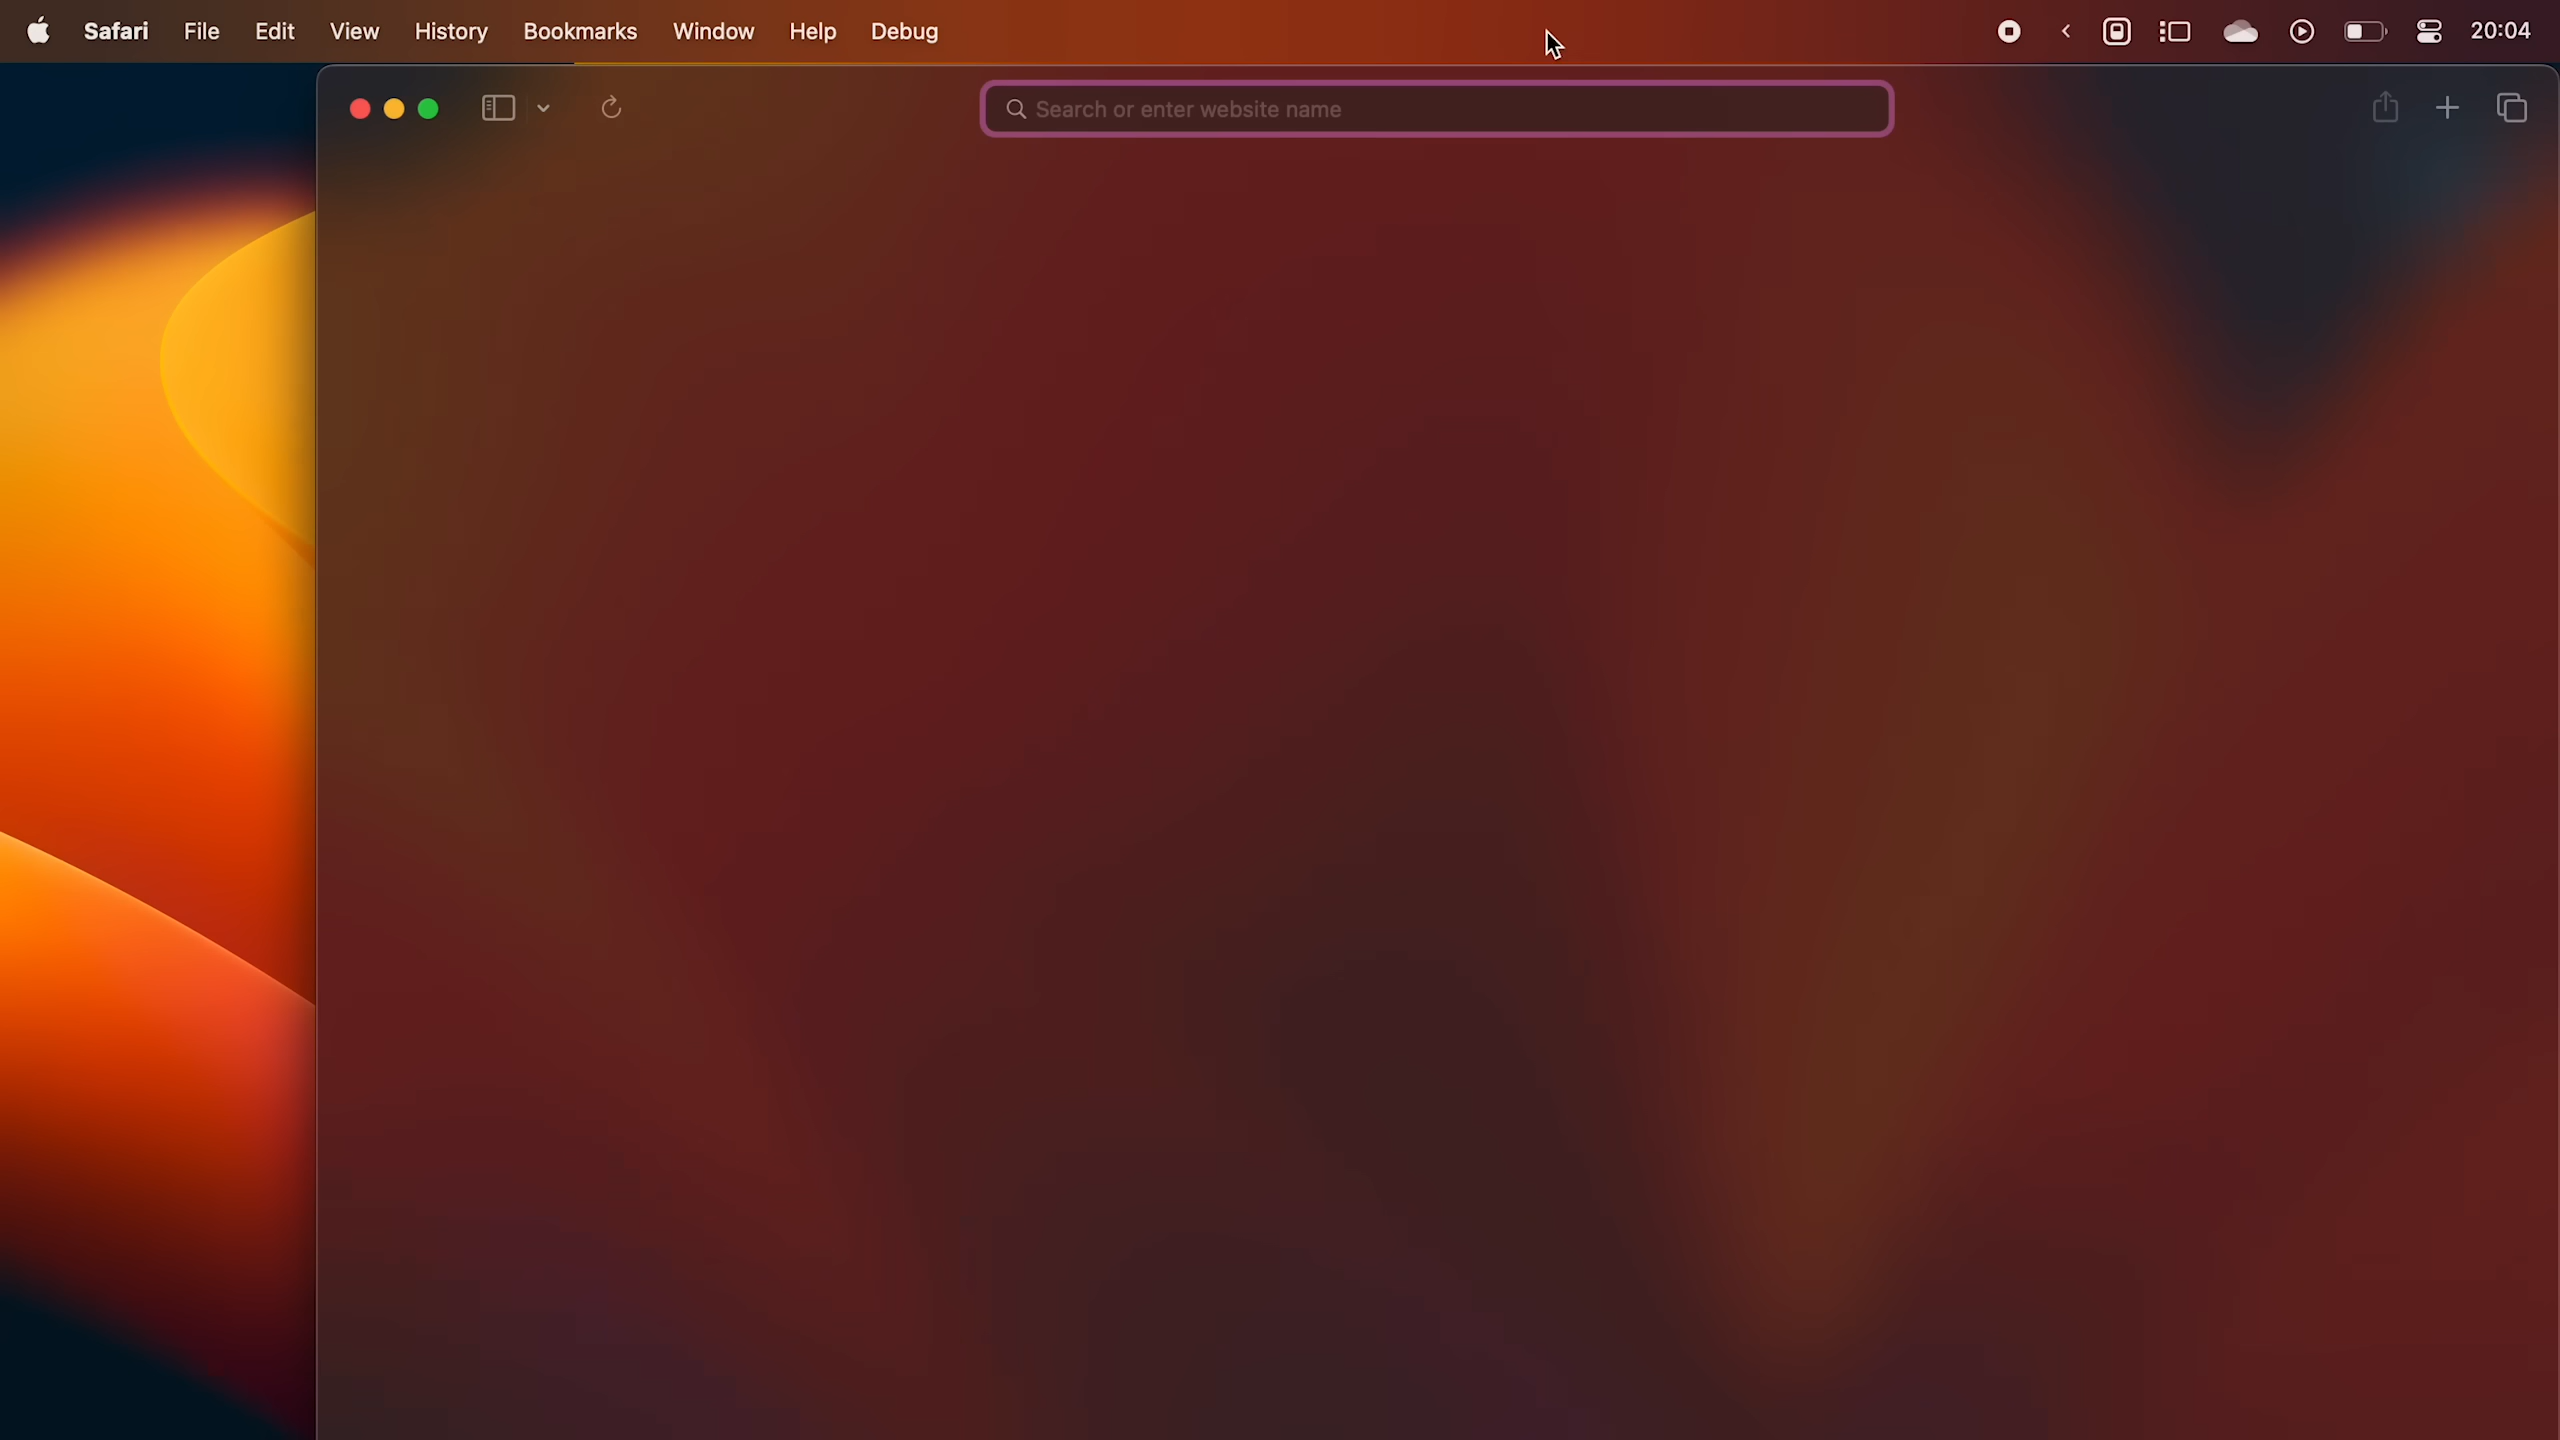 Safari File Edit View History Bookmarks Window Help Debug 20:04
Search or enter website name